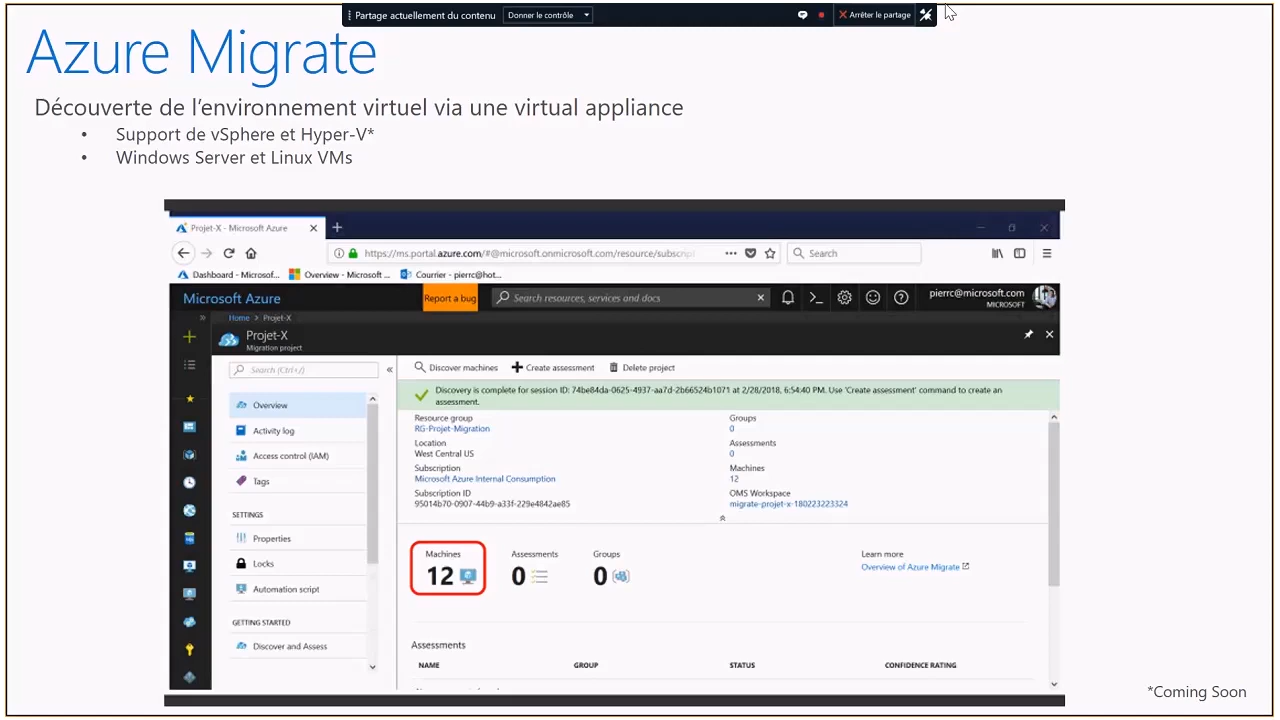 Partage actuellement du contenu
Donner le contrôle
Arrêter le partage
Azure Migrate
Découverte de l'environnement virtuel via une virtual appliance
• Support de vSphere et Hyper-V*
• Windows Server et Linux VMs
Projet-X - Microsoft Azure
https://ms.portal.azure.com/#@microsoft.onmicrosoft.com/resource/subscrip
Search
Dashboard - Microsof...
Overview - Microsoft ...
Courrier - pierrc@hot...
Microsoft Azure
Report a bug
Search resources, services and docs
pierrc@microsoft.com
MICROSOFT
Home > Projet-X
Projet-X
Migration project
Search (Ctrl+/)
Discover machines
Create assessment
Delete project
Discovery is complete for session ID: 74be84da-0625-4937-aa7d-2b66524b1071 at 2/28/2018, 6:54:40 PM. Use 'Create assessment' command to create an
assessment.
Overview
Activity log
Access control (IAM)
Tags
SETTINGS
Properties
Locks
Automation script
GETTING STARTED
Discover and Assess
Resource group
RG-Projet-Migration
Location
West Central US
Subscription
Microsoft Azure Internal Consumption
Subscription ID
95014b70-0907-44b9-a33f-229e4842ae85
Groups
0
Assessments
0
Machines
12
OMS Workspace
migrate-projet-x-180223223324
Machines
12
Assessments
0
Groups
0
Learn more
Overview of Azure Migrate
Assessments
NAME GROUP STATUS CONFIDENCE RATING
*Coming Soon